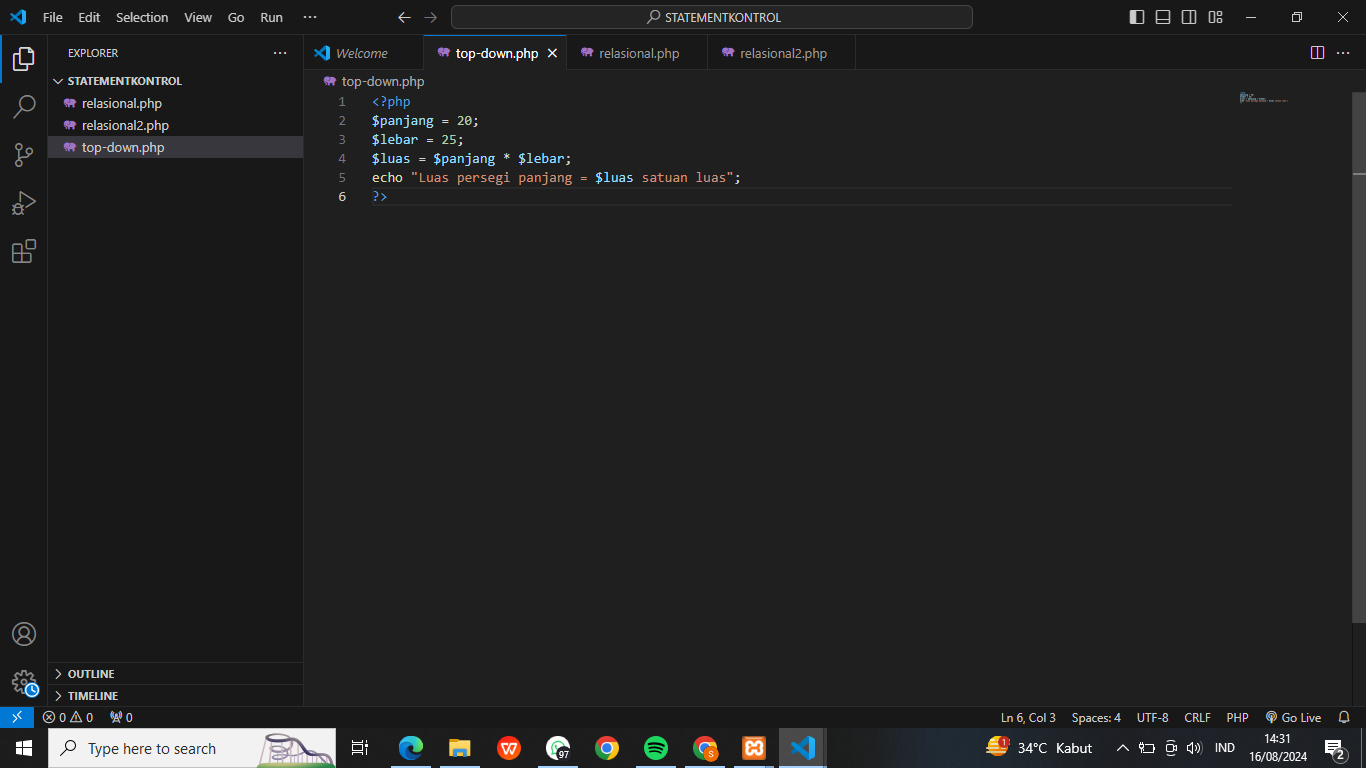 File Edit Selection View Go Run ···
STATEMENTKONTROL
EXPLORER ···
Welcome
top-down.php
relasional.php
relasional2.php
STATEMENTKONTROL
relasional.php
relasional2.php
top-down.php
top-down.php
1 <?php
2 $panjang = 20;
3 $lebar = 25;
4 $luas = $panjang * $lebar;
5 echo "Luas persegi panjang = $luas satuan luas";
6 ?>
OUTLINE
TIMELINE
0 0 0
Ln 6, Col 3 Spaces: 4 UTF-8 CRLF PHP Go Live
Type here to search
W
97
S
1
34°C Kabut
IND
14:31
16/08/2024
2